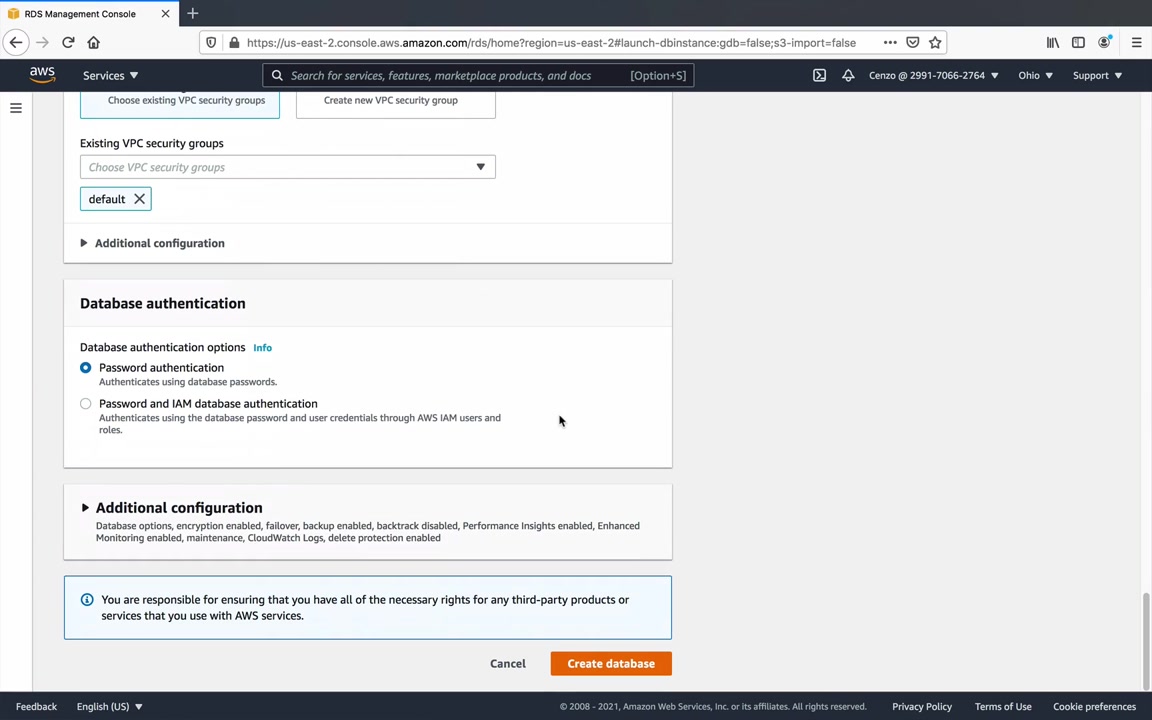 RDS Management Console
https://us-east-2.console.aws.amazon.com/rds/home?region=us-east-2#launch-dbinstance:gdb=false;s3-import=false
aws
Services
Search for services, features, marketplace products, and docs [Option+S]
Cenzo @ 2991-7066-2764
Ohio
Support
Choose existing VPC security groups
Create new VPC security group
Existing VPC security groups
Choose VPC security groups
default
Additional configuration
Database authentication
Database authentication options Info
Password authentication
Authenticates using database passwords.
Password and IAM database authentication
Authenticates using the database password and user credentials through AWS IAM users and
roles.
Additional configuration
Database options, encryption enabled, failover, backup enabled, backtrack disabled, Performance Insights enabled, Enhanced
Monitoring enabled, maintenance, CloudWatch Logs, delete protection enabled
You are responsible for ensuring that you have all of the necessary rights for any third-party products or
services that you use with AWS services.
Cancel
Create database
Feedback
English (US)
© 2008 - 2021, Amazon Web Services, Inc. or its affiliates. All rights reserved.
Privacy Policy
Terms of Use
Cookie preferences